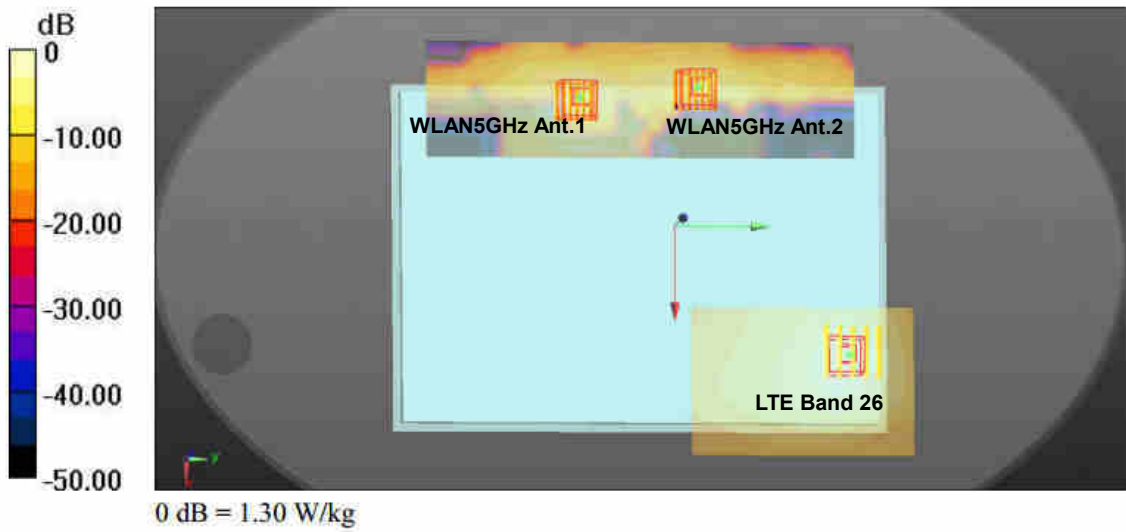 dB
0
-10.00
-20.00
-30.00
-40.00
-50.00
WLAN5GHz Ant.1
WLAN5GHz Ant.2
LTE Band 26
y
0 dB = 1.30 W/kg